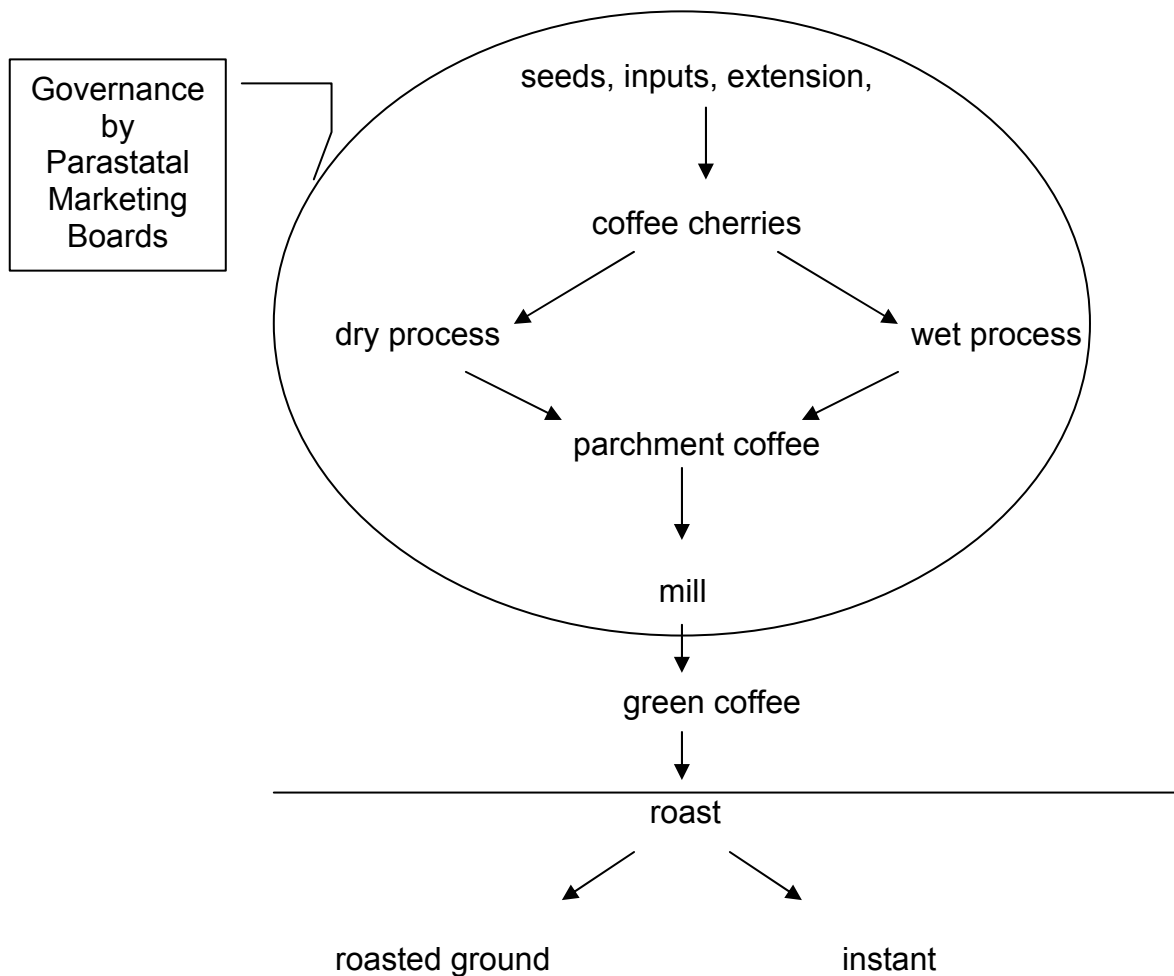 Governance
by
Parastatal
Marketing
Boards
seeds, inputs, extension,
coffee cherries
dry process
wet process
parchment coffee
mill
green coffee
roast
roasted ground
instant